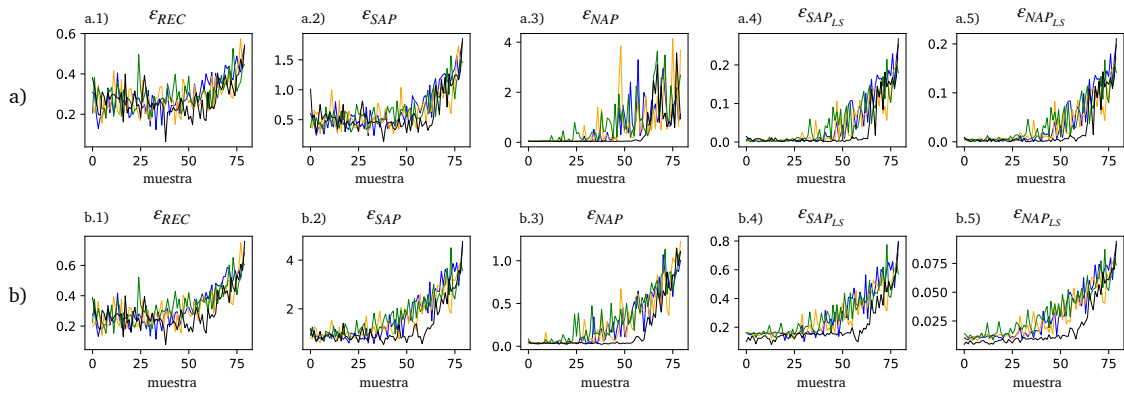 a.1) ε_REC a.2) ε_SAP a.3) ε_NAP a.4) ε_SAP_LS a.5) ε_NAP_LS
a)
0.6
0.4
0.2
0 25 50 75
muestra
1.5
1.0
0.5
0 25 50 75
muestra
4
2
0
0 25 50 75
muestra
0.2
0.1
0.0
0 25 50 75
muestra
0.2
0.1
0.0
0 25 50 75
muestra
b.1) ε_REC b.2) ε_SAP b.3) ε_NAP b.4) ε_SAP_LS b.5) ε_NAP_LS
b)
0.6
0.4
0.2
0 25 50 75
muestra
4
2
0 25 50 75
muestra
1.0
0.5
0.0
0 25 50 75
muestra
0.8
0.6
0.4
0.2
0 25 50 75
muestra
0.075
0.050
0.025
0 25 50 75
muestra